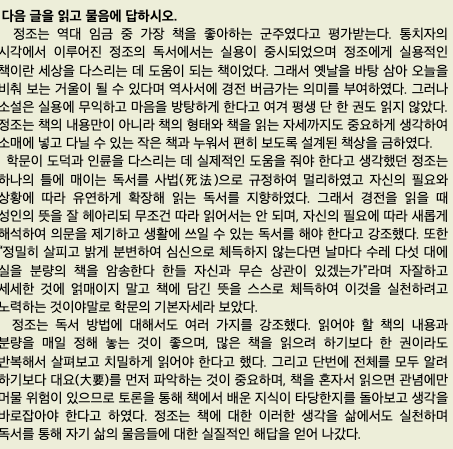 다음 글을 읽고 물음에 답하시오.
정조는 역대 임금 중 가장 책을 좋아하는 군주였다고 평가받는다. 통치자의
시각에서 이루어진 정조의 독서에서는 실용이 중시되었으며 정조에게 실용적인
책이란 세상을 다스리는 데 도움이 되는 책이었다. 그래서 옛날을 바탕 삼아 오늘을
비춰 보는 거울이 될 수 있다며 역사서에 경전 버금가는 의미를 부여하였다. 그러나
소설은 실용에 무익하고 마음을 방탕하게 한다고 여겨 평생 단 한 권도 읽지 않았다.
정조는 책의 내용만이 아니라 책의 형태와 책을 읽는 자세까지도 중요하게 생각하여
소매에 넣고 다닐 수 있는 작은 책과 누워서 편히 보도록 설계된 책상을 금하였다.
학문이 도덕과 인륜을 다스리는 데 실제적인 도움을 줘야 한다고 생각했던 정조는
하나의 틀에 매이는 독서를 사법(死法)으로 규정하여 멀리하였고 자신의 필요와
상황에 따라 유연하게 확장해 읽는 독서를 지향하였다. 그래서 경전을 읽을 때
성인의 뜻을 잘 헤아리되 무조건 따라 읽어서는 안 되며, 자신의 필요에 따라 새롭게
해석하여 의문을 제기하고 생활에 쓰일 수 있는 독서를 해야 한다고 강조했다. 또한
“정밀히 살피고 밝게 분변하여 심신으로 체득하지 않는다면 날마다 수레 다섯 대에
실을 분량의 책을 암송한다 한들 자신과 무슨 상관이 있겠는가”라며 자잘하고
세세한 것에 얽매이지 말고 책에 담긴 뜻을 스스로 체득하여 이것을 실천하려고
노력하는 것이야말로 학문의 기본자세라 보았다.
정조는 독서 방법에 대해서도 여러 가지를 강조했다. 읽어야 할 책의 내용과
분량을 매일 정해 놓는 것이 좋으며, 많은 책을 읽으려 하기보다 한 권이라도
반복해서 살펴보고 치밀하게 읽어야 한다고 했다. 그리고 단번에 전체를 모두 알려
하기보다 대요(大要)를 먼저 파악하는 것이 중요하며, 책을 혼자서 읽으면 관념에만
머물 위험이 있으므로 토론을 통해 책에서 배운 지식이 타당한지를 돌아보고 생각을
바로잡아야 한다고 하였다. 정조는 책에 대한 이러한 생각을 삶에서도 실천하며
독서를 통해 자기 삶의 물음들에 대한 실질적인 해답을 얻어 나갔다.